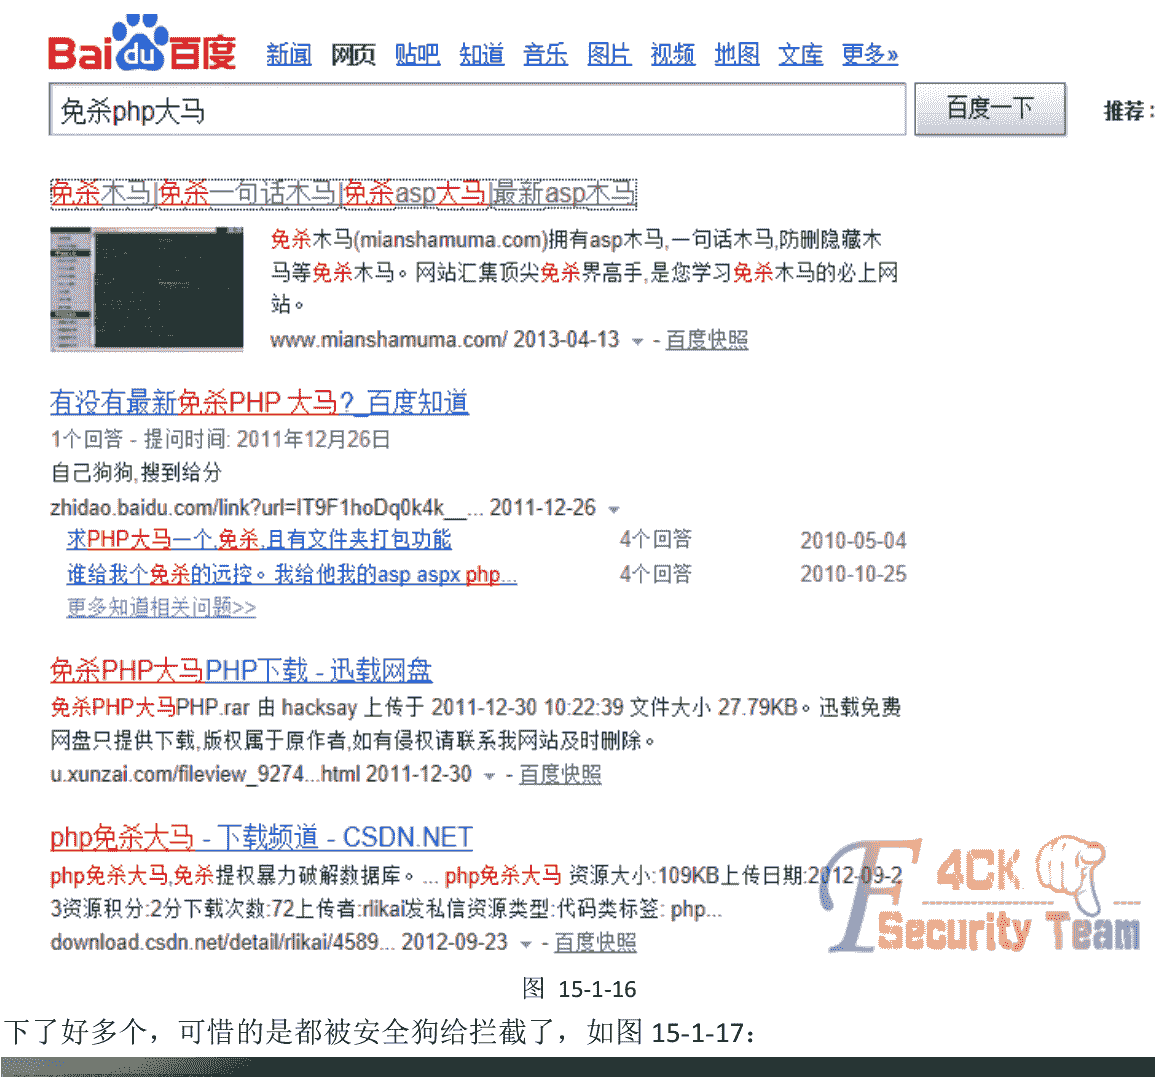 Bai du 百度 新闻 网页 贴吧 知道 音乐 图片 视频 地图 文库 更多»
免杀php大马 百度一下 推荐:
免杀木马|免杀一句话木马|免杀asp大马|最新asp木马
免杀木马(mianshamuma.com)拥有asp木马,一句话木马,防删隐藏木
马等免杀木马。网站汇集顶尖免杀界高手,是您学习免杀木马的必上网
站。
www.mianshamuma.com/ 2013-04-13 - 百度快照
有没有最新免杀PHP 大马?_百度知道
1个回答 - 提问时间: 2011年12月26日
自己狗狗,搜到给分
zhidao.baidu.com/link?url=IT9F1hoDq0k4k__... 2011-12-26
求PHP大马一个,免杀,且有文件夹打包功能 4个回答 2010-05-04
谁给我个免杀的远控。我给他我的asp aspx php... 4个回答 2010-10-25
更多知道相关问题>>
免杀PHP大马PHP下载 - 迅载网盘
免杀PHP大马PHP.rar 由 hacksay 上传于 2011-12-30 10:22:39 文件大小 27.79KB。迅载免费
网盘只提供下载,版权属于原作者,如有侵权请联系我网站及时删除。
u.xunzai.com/fileview_9274...html 2011-12-30 - 百度快照
php免杀大马 - 下载频道 - CSDN.NET
php免杀大马,免杀提权暴力破解数据库。... php免杀大马 资源大小:109KB上传日期:2012-09-2
3资源积分:2分下载次数:72上传者:rlikai发私信资源类型:代码类标签: php...
download.csdn.net/detail/rlikai/4589... 2012-09-23 - 百度快照
F4CK
Security Team
图 15-1-16
下了好多个，可惜的是都被安全狗给拦截了，如图 15-1-17：